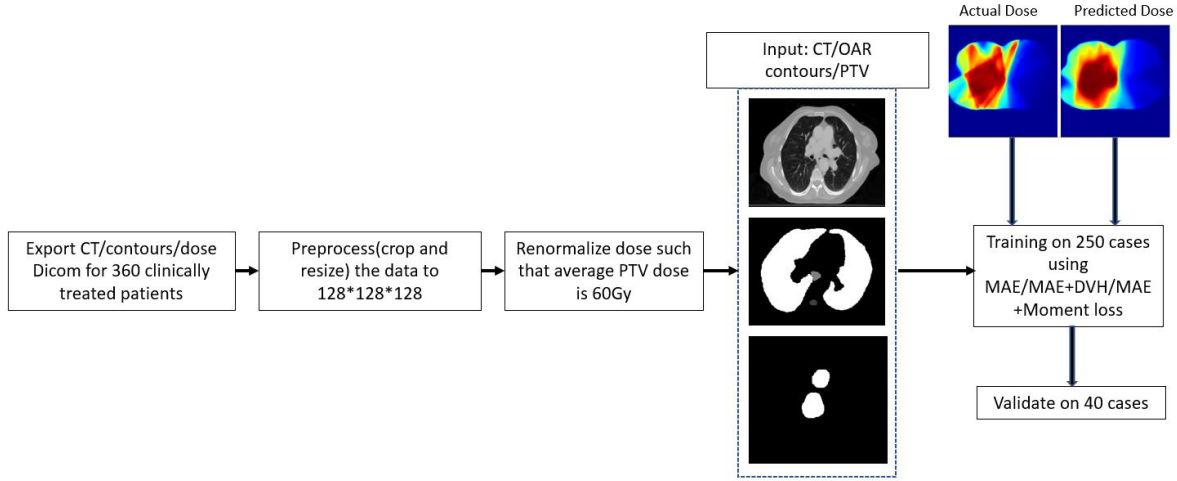 Export CT/contours/dose
Dicom for 360 clinically
treated patients
Preprocess(crop and
resize) the data to
128*128*128
Renormalize dose such
that average PTV dose
is 60Gy
Input: CT/OAR
contours/PTV
Actual Dose
Predicted Dose
Training on 250 cases
using
MAE/MAE+DVH/MAE
+Moment loss
Validate on 40 cases